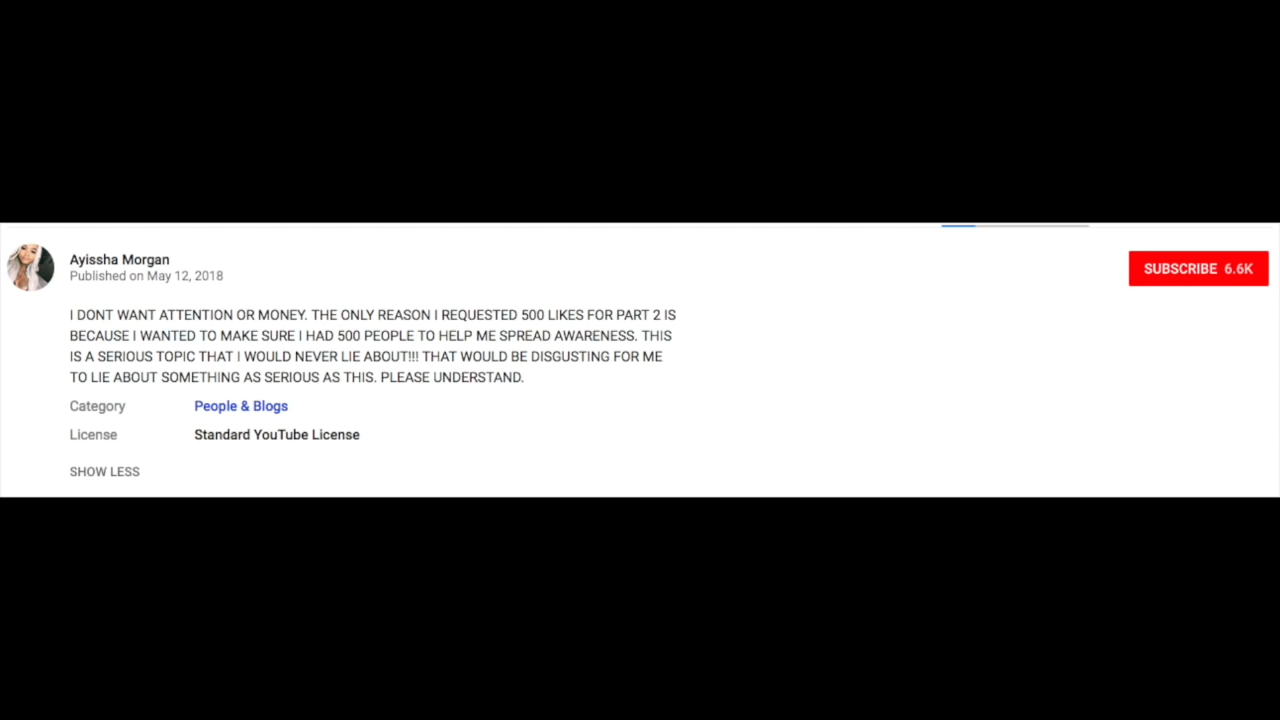 Ayissha Morgan
Published on May 12, 2018
SUBSCRIBE 6.6K
I DONT WANT ATTENTION OR MONEY. THE ONLY REASON I REQUESTED 500 LIKES FOR PART 2 IS
BECAUSE I WANTED TO MAKE SURE I HAD 500 PEOPLE TO HELP ME SPREAD AWARENESS. THIS
IS A SERIOUS TOPIC THAT I WOULD NEVER LIE ABOUT!!! THAT WOULD BE DISGUSTING FOR ME
TO LIE ABOUT SOMETHING AS SERIOUS AS THIS. PLEASE UNDERSTAND.
Category People & Blogs
License Standard YouTube License
SHOW LESS